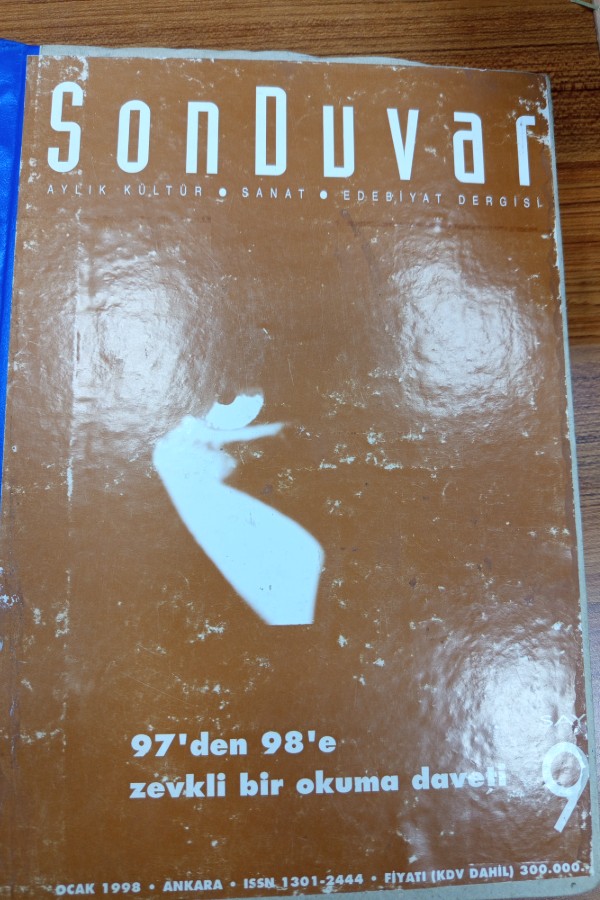 SonDuvar
AYLIK KÜLTÜR ● SANAT ● EDEBİYAT DERGİSİ
97'den 98'e
zevkli bir okuma daveti
SAYI
9
OCAK 1998 • ANKARA • ISSN 1301-2444 • FİYATI (KDV DAHİL) 300.000.-